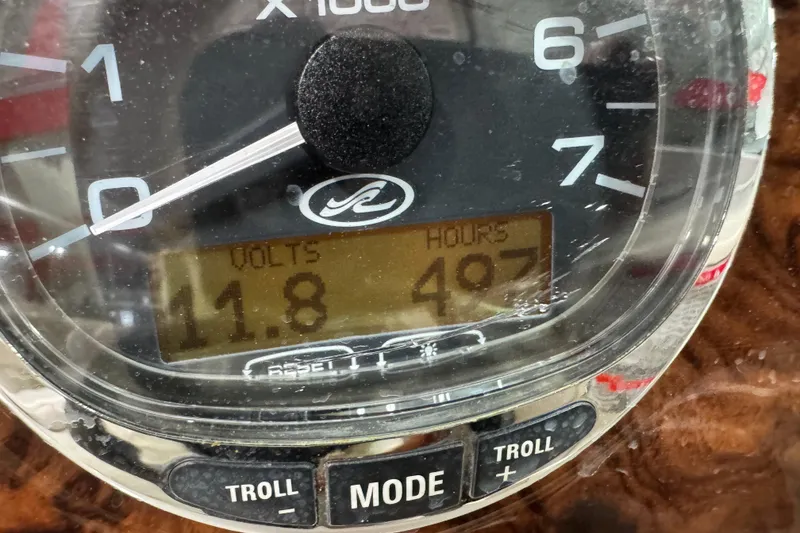 X 1000
1
6
0
7
VOLTS HOURS
11.8 497
RESET
TROLL
-
MODE
TROLL
+